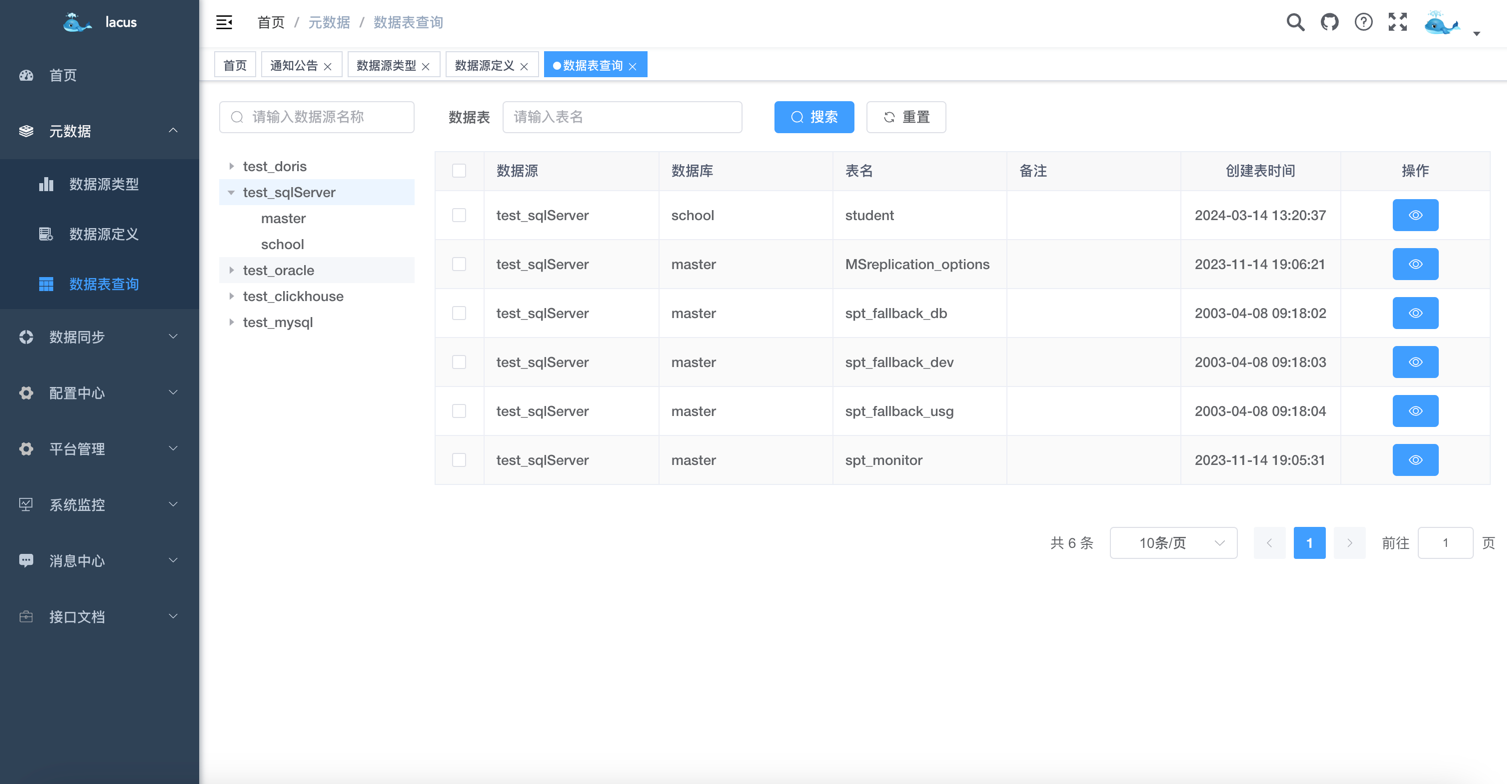 lacus
首页
元数据
数据源类型
数据源定义
数据表查询
数据同步
配置中心
平台管理
系统监控
消息中心
接口文档
首页 / 元数据 / 数据表查询
首页 通知公告 数据源类型 数据源定义 数据表查询
请输入数据源名称
test_doris
test_sqlServer
master
school
test_oracle
test_clickhouse
test_mysql
数据表 请输入表名 搜索 重置
数据源 数据库 表名 备注 创建表时间 操作
test_sqlServer school student 2024-03-14 13:20:37
test_sqlServer master MSreplication_options 2023-11-14 19:06:21
test_sqlServer master spt_fallback_db 2003-04-08 09:18:02
test_sqlServer master spt_fallback_dev 2003-04-08 09:18:03
test_sqlServer master spt_fallback_usg 2003-04-08 09:18:04
test_sqlServer master spt_monitor 2023-11-14 19:05:31
共 6 条 10条/页 1 前往 1 页